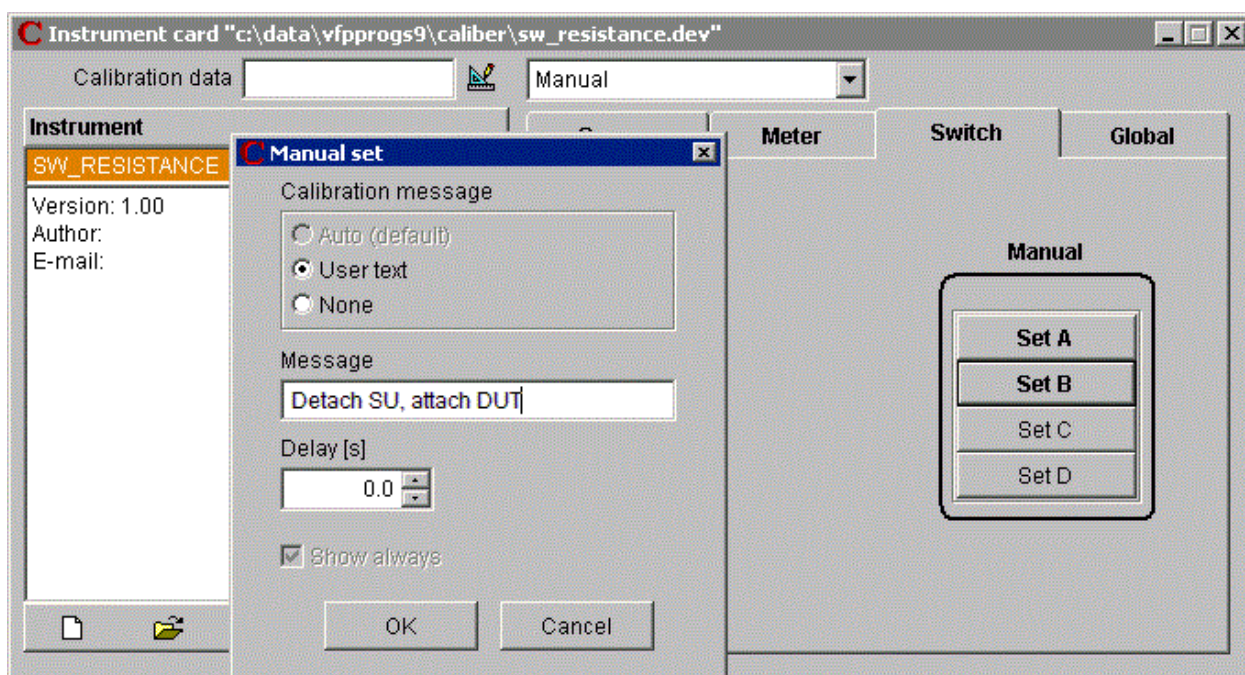 C Instrument card "c:\data\vfpprogs9\caliber\sw_resistance.dev"
Calibration data
Manual
Instrument
Meter
Switch
Global
SW_RESISTANCE
Version: 1.00
Author:
E-mail:
C Manual set
Calibration message
Auto (default)
User text
None
Message
Detach SU, attach DUT
Delay [s]
0.0
Show always
OK
Cancel
Manual
Set A
Set B
Set C
Set D